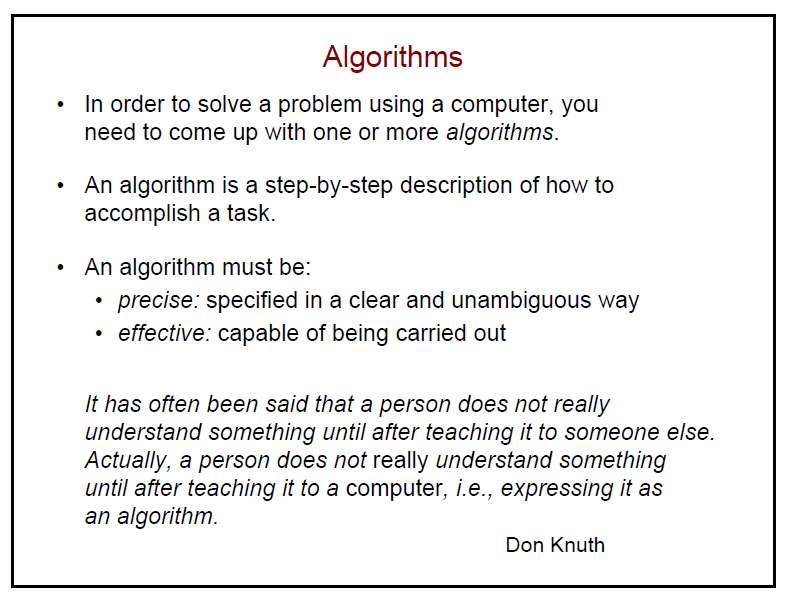 Algorithms
• In order to solve a problem using a computer, you
need to come up with one or more algorithms.
• An algorithm is a step-by-step description of how to
accomplish a task.
• An algorithm must be:
• precise: specified in a clear and unambiguous way
• effective: capable of being carried out
It has often been said that a person does not really
understand something until after teaching it to someone else.
Actually, a person does not really understand something
until after teaching it to a computer, i.e., expressing it as
an algorithm.
Don Knuth